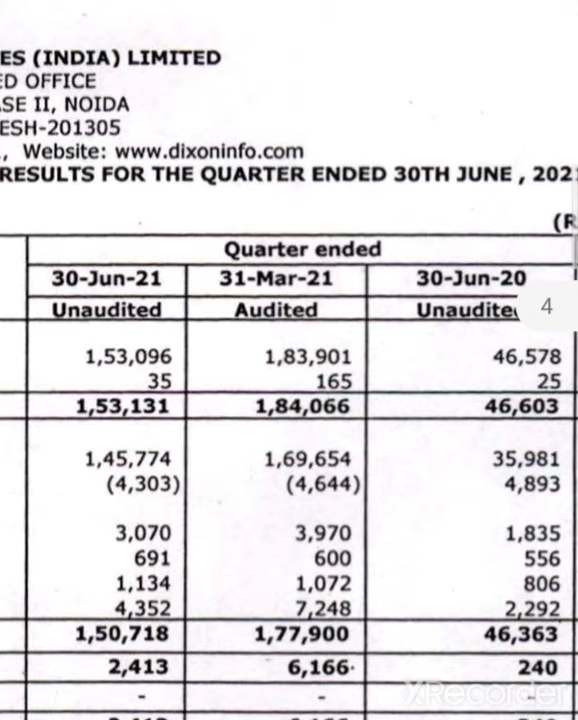 ES (INDIA) LIMITED
ED OFFICE
SE II, NOIDA
ESH-201305
., Website: www.dixoninfo.com
RESULTS FOR THE QUARTER ENDED 30TH JUNE , 2021
(R
Quarter ended
30-Jun-21 31-Mar-21 30-Jun-20
Unaudited Audited Unaudited
4
1,53,096 1,83,901 46,578
35 165 25
1,53,131 1,84,066 46,603
1,45,774 1,69,654 35,981
(4,303) (4,644) 4,893
3,070 3,970 1,835
691 600 556
1,134 1,072 806
4,352 7,248 2,292
1,50,718 1,77,900 46,363
2,413 6,166 240
- - -
XRecorder